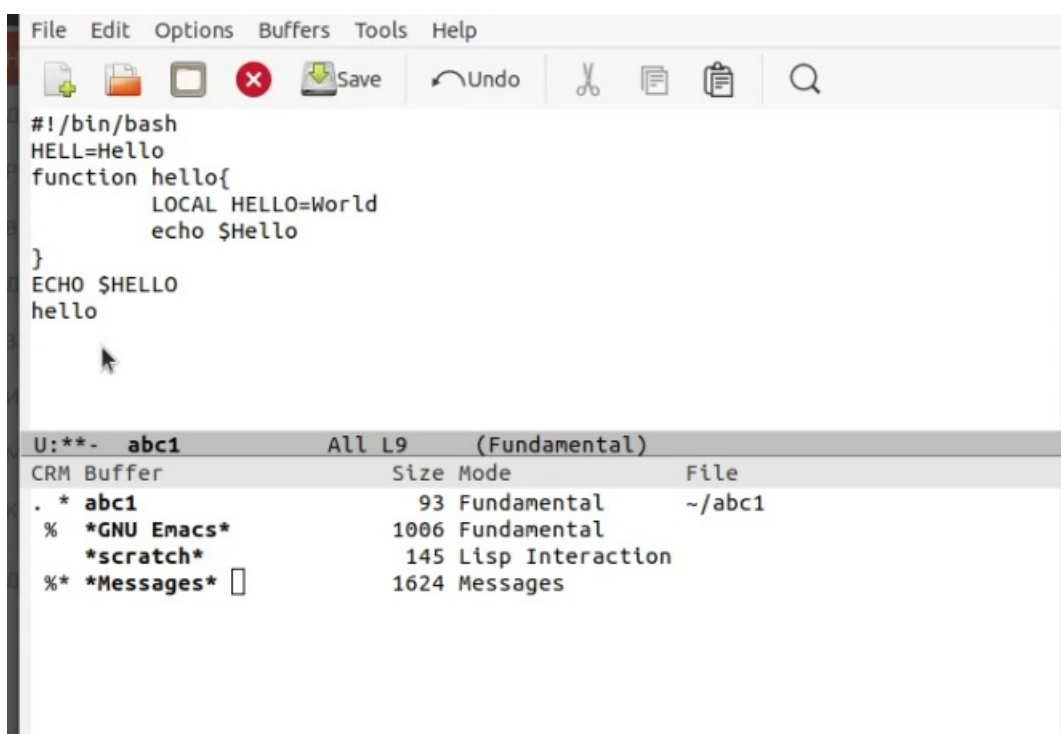 File Edit Options Buffers Tools Help
Save Undo
#!/bin/bash
HELL=Hello
function hello{
LOCAL HELLO=World
echo $Hello
}
ECHO $HELLO
hello
U:**- abc1 All L9 (Fundamental)
CRM Buffer Size Mode File
. * abc1 93 Fundamental ~/abc1
% *GNU Emacs* 1006 Fundamental
*scratch* 145 Lisp Interaction
%* *Messages* 1624 Messages